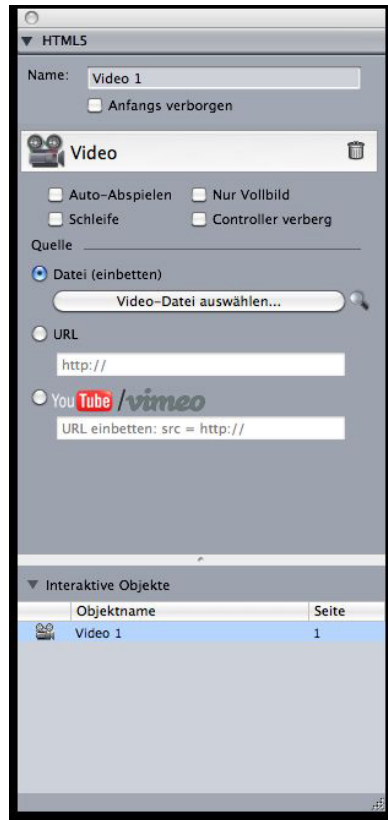 HTML5
Name: Video 1
Anfangs verborgen
Video
Auto-Abspielen Nur Vollbild
Schleife Controller verberg
Quelle
Datei (einbetten)
Video-Datei auswählen...
URL
http://
You Tube /vimeo
URL einbetten: src = http://
Interaktive Objekte
Objektname Seite
Video 1 1